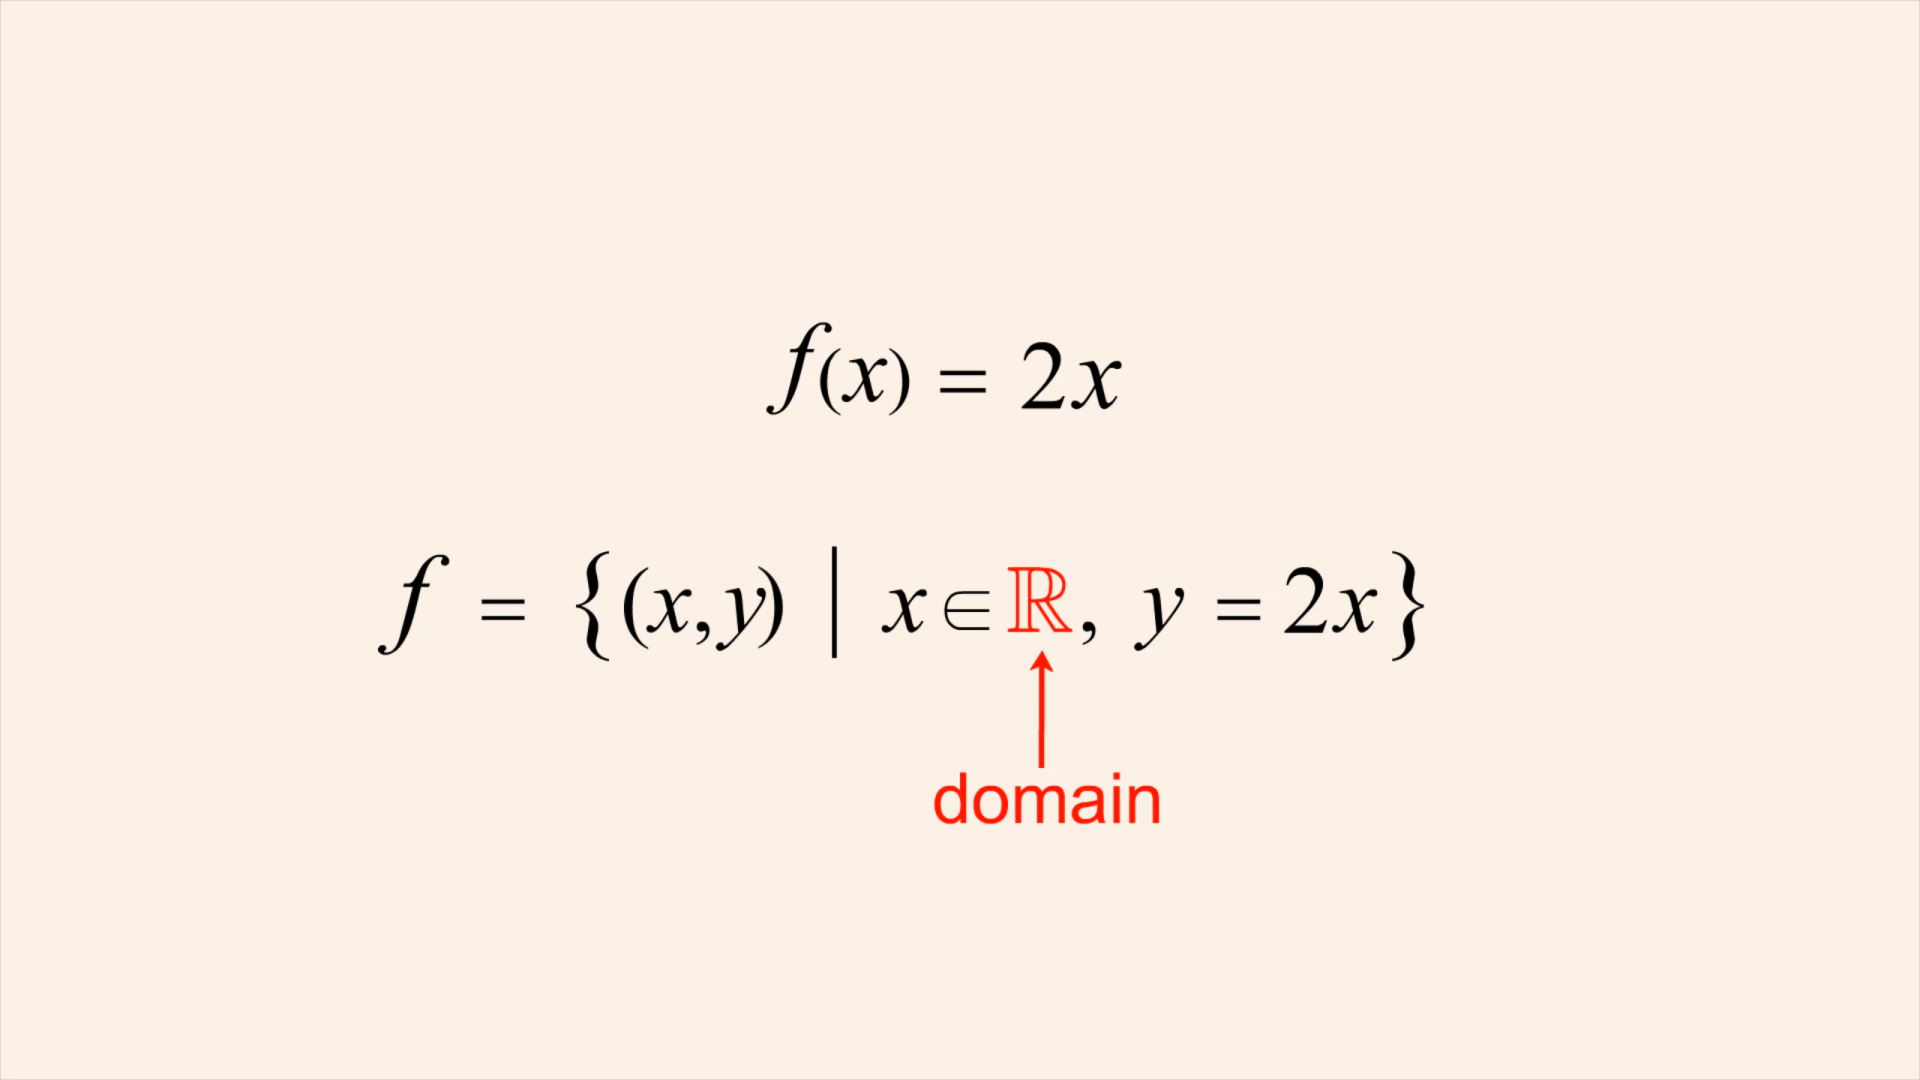 f(x) = 2x
f = {(x,y) | x∈ℝ, y = 2x}
domain